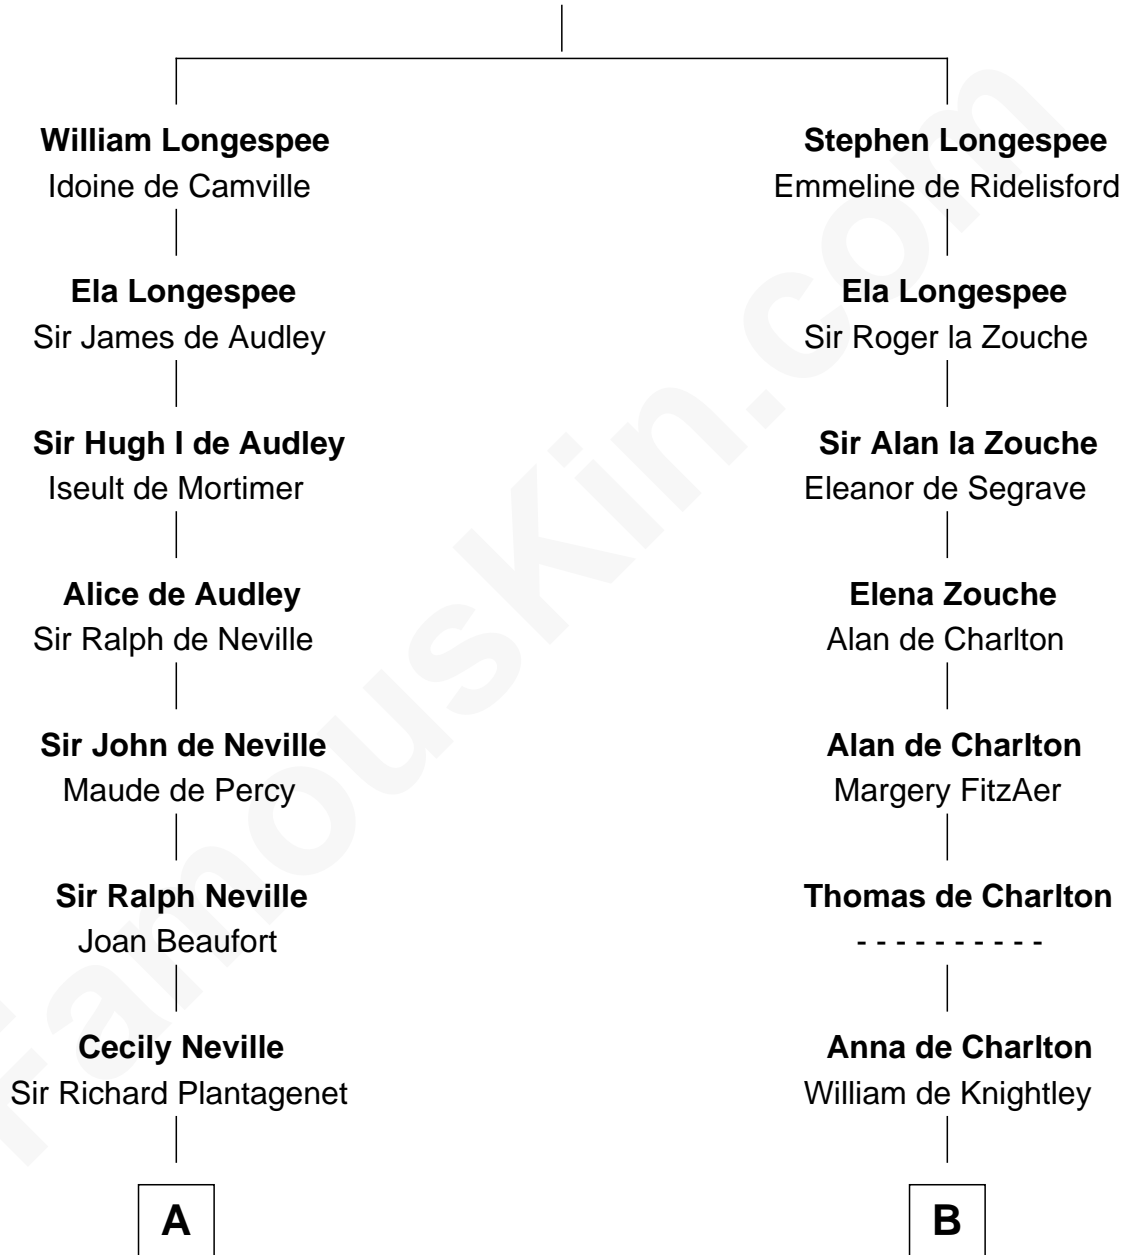 William Longespee
Idoine de Camville
Ela Longespee
Sir James de Audley
Sir Hugh I de Audley
Iseult de Mortimer
Alice de Audley
Sir Ralph de Neville
Sir John de Neville
Maude de Percy
Sir Ralph Neville
Joan Beaufort
Cecily Neville
Sir Richard Plantagenet
A
Stephen Longespee
Emmeline de Ridelisford
Ela Longespee
Sir Roger la Zouche
Sir Alan la Zouche
Eleanor de Segrave
Elena Zouche
Alan de Charlton
Alan de Charlton
Margery FitzAer
Thomas de Charlton
- - - - - - - - - -
Anna de Charlton
William de Knightley
B
FamousKin.com